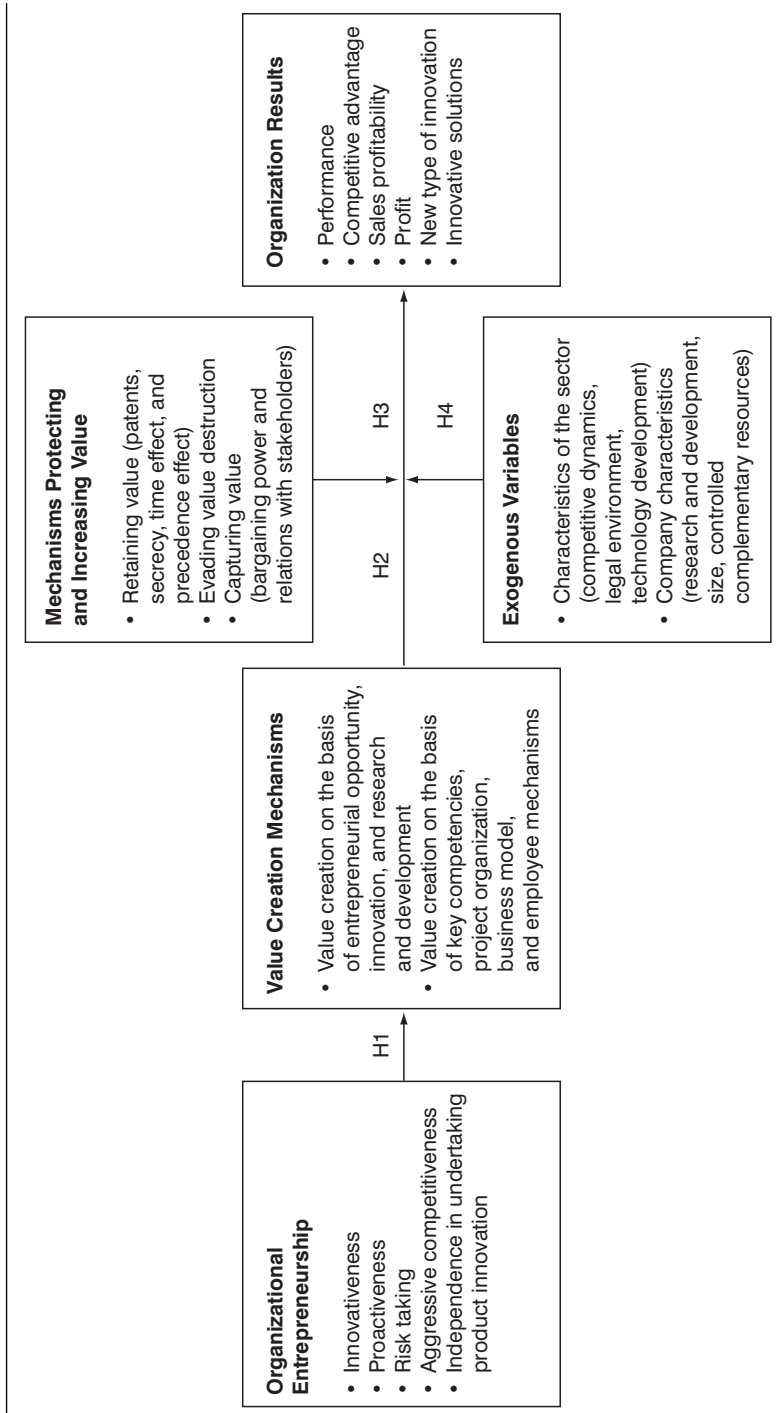 Organizational
Entrepreneurship
• Innovativeness
• Proactiveness
• Risk taking
• Aggressive competitiveness
• Independence in undertaking
product innovation
H1
Value Creation Mechanisms
• Value creation on the basis
of entrepreneurial opportunity,
innovation, and research
and development
• Value creation on the basis
of key competencies,
project organization,
business model,
and employee mechanisms
Mechanisms Protecting
and Increasing Value
• Retaining value (patents,
secrecy, time effect, and
precedence effect)
• Evading value destruction
• Capturing value
(bargaining power and
relations with stakeholders)
H2
H3
H4
Exogenous Variables
• Characteristics of the sector
(competitive dynamics,
legal environment,
technology development)
• Company characteristics
(research and development,
size, controlled
complementary resources)
Organization Results
• Performance
• Competitive advantage
• Sales profitability
• Profit
• New type of innovation
• Innovative solutions